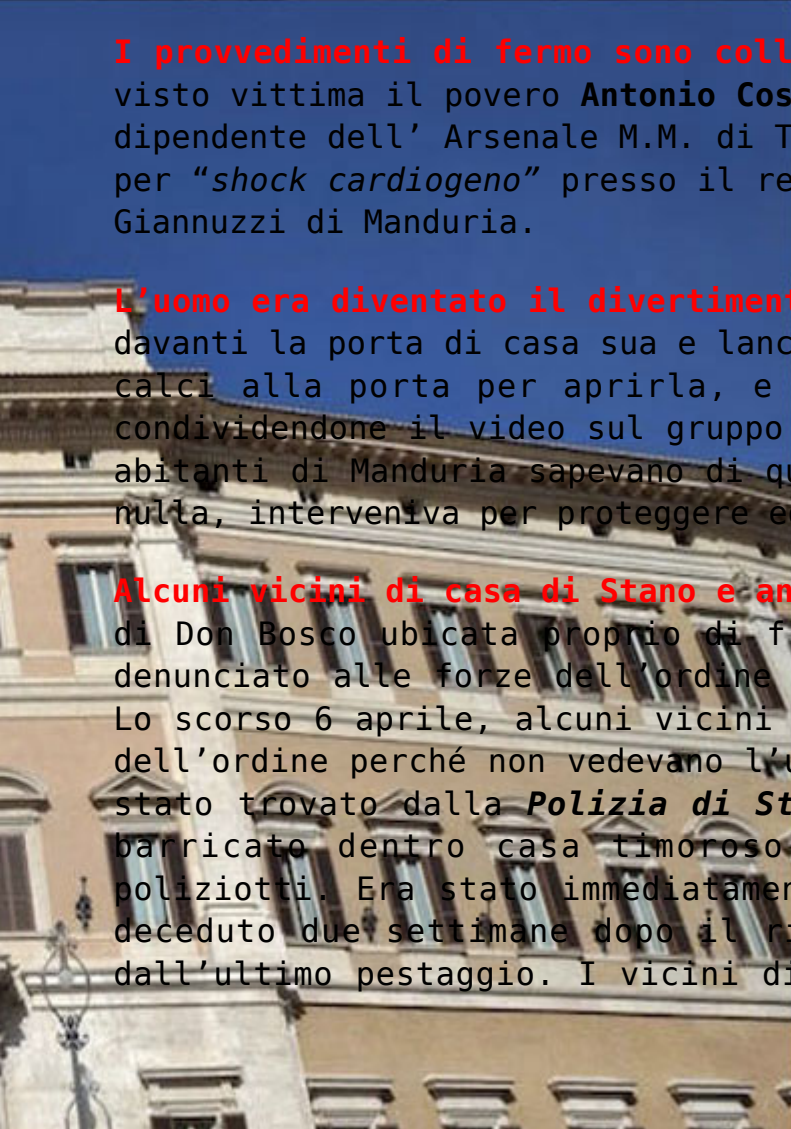 I provvedimenti di fermo sono coll
visto vittima il povero Antonio Cos
dipendente dell’ Arsenale M.M. di T
per “shock cardiogeno” presso il re
Giannuzzi di Manduria.
L’uomo era diventato il divertiment
davanti la porta di casa sua e lanc
calci alla porta per aprirla, e
condividendone il video sul gruppo
abitanti di Manduria sapevano di qu
nulla, interveniva per proteggere e
Alcuni vicini di casa di Stano e an
di Don Bosco ubicata proprio di f
denunciato alle forze dell’ordine
Lo scorso 6 aprile, alcuni vicini
dell’ordine perché non vedevano l’u
stato trovato dalla Polizia di St
barricato dentro casa timoroso
poliziotti. Era stato immediatamen
deceduto due settimane dopo il ri
dall’ultimo pestaggio. I vicini di